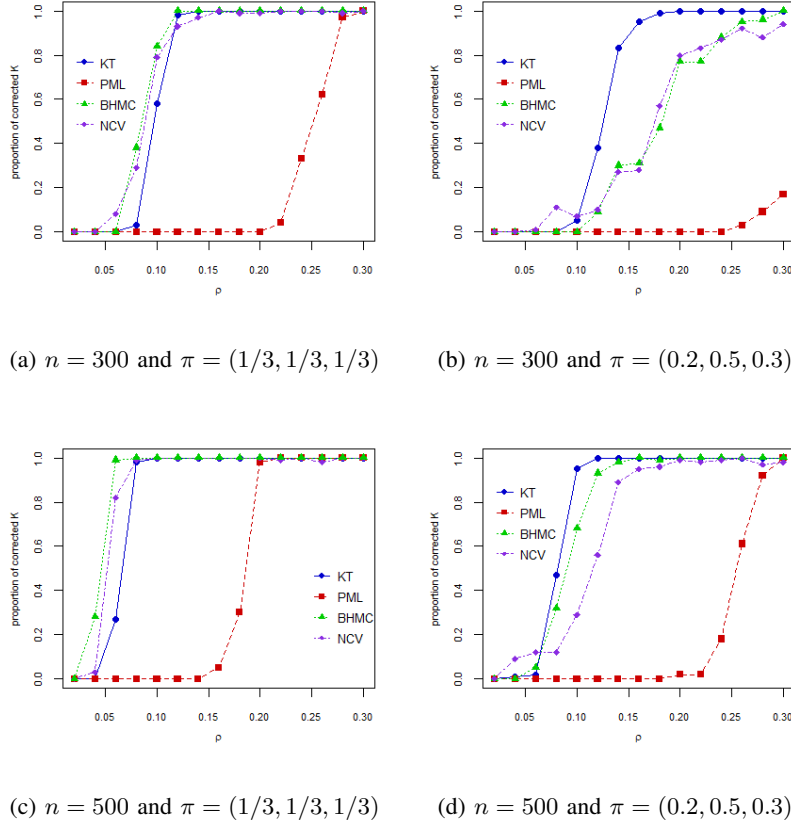 proportion of corrected K
1.0
0.8
0.6
0.4
0.2
0.0
KT
PML
BHMC
NCV
0.05 0.10 0.15 0.20 0.25 0.30
ρ
(a) n = 300 and π = (1/3, 1/3, 1/3)
proportion of corrected K
1.0
0.8
0.6
0.4
0.2
0.0
KT
PML
BHMC
NCV
0.05 0.10 0.15 0.20 0.25 0.30
ρ
(b) n = 300 and π = (0.2, 0.5, 0.3)
proportion of corrected K
1.0
0.8
0.6
0.4
0.2
0.0
KT
PML
BHMC
NCV
0.05 0.10 0.15 0.20 0.25 0.30
ρ
(c) n = 500 and π = (1/3, 1/3, 1/3)
proportion of corrected K
1.0
0.8
0.6
0.4
0.2
0.0
KT
PML
BHMC
NCV
0.05 0.10 0.15 0.20 0.25 0.30
ρ
(d) n = 500 and π = (0.2, 0.5, 0.3)